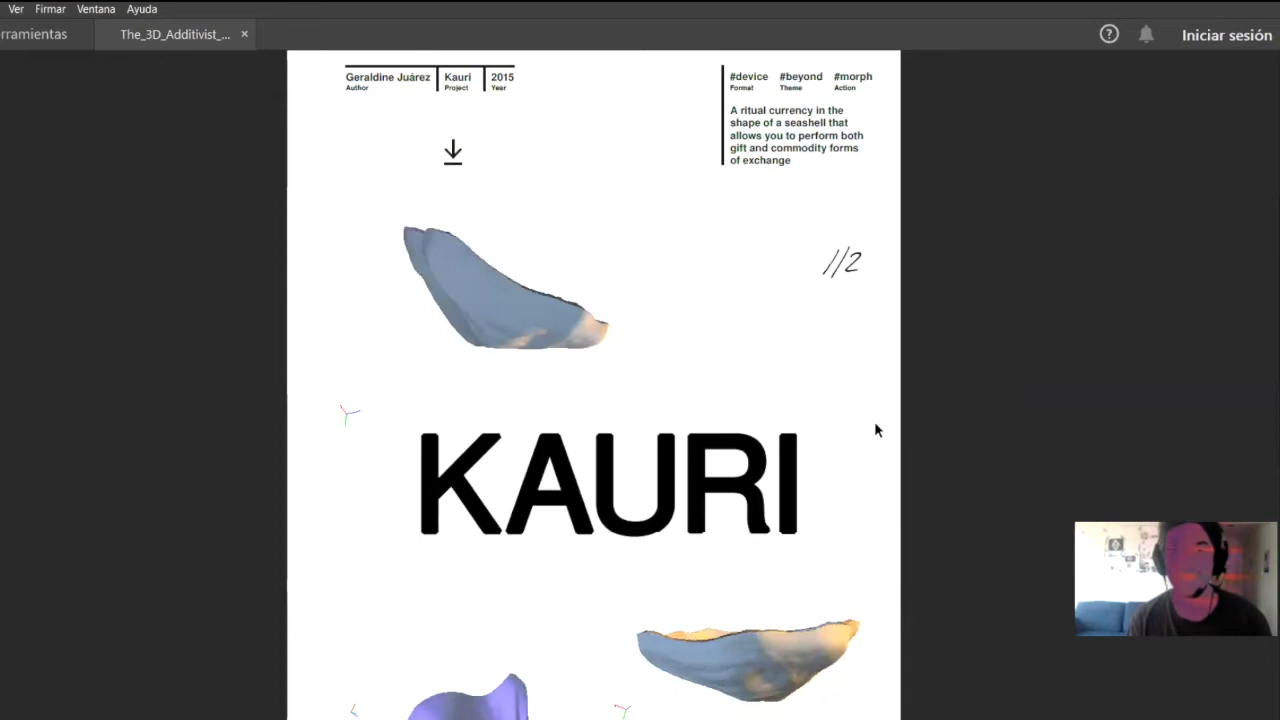 Ver Firmar Ventana Ayuda
rramientas The_3D_Additivist_... × Iniciar sesión
Geraldine Juárez Kauri 2015
Author Project Year
#device #beyond #morph
Format Theme Action
A ritual currency in the
shape of a seashell that
allows you to perform both
gift and commodity forms
of exchange
1//2
KAURI